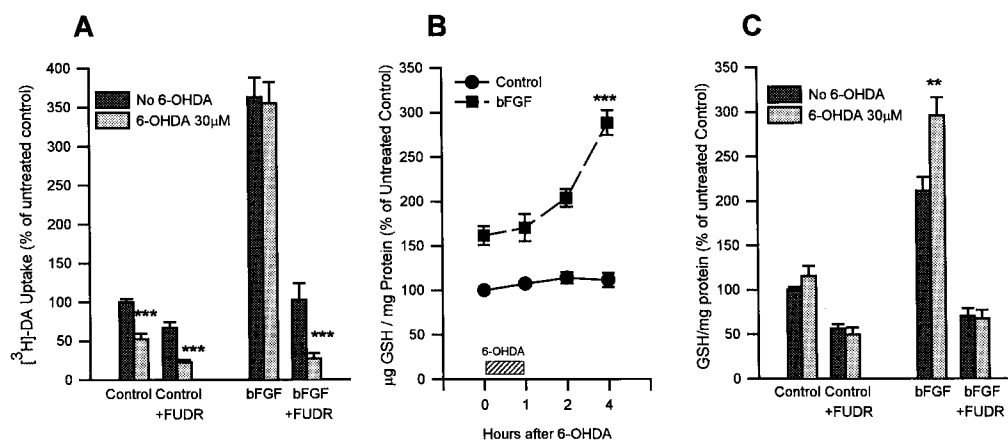 A
[³H]-DA Uptake (% of untreated control)
450
400
350
300
250
200
150
100
50
0
No 6-OHDA
6-OHDA 30µM
***
***
***
Control
Control
+FUDR
bFGF
bFGF
+FUDR
B
µg GSH / mg Protein (% of Untreated Control)
350
300
250
200
150
100
50
0
Control
bFGF
***
6-OHDA
0
1
2
4
Hours after 6-OHDA
C
GSH/mg protein (% of untreated Control)
350
300
250
200
150
100
50
0
No 6-OHDA
6-OHDA 30µM
**
Control
Control
+FUDR
bFGF
bFGF
+FUDR